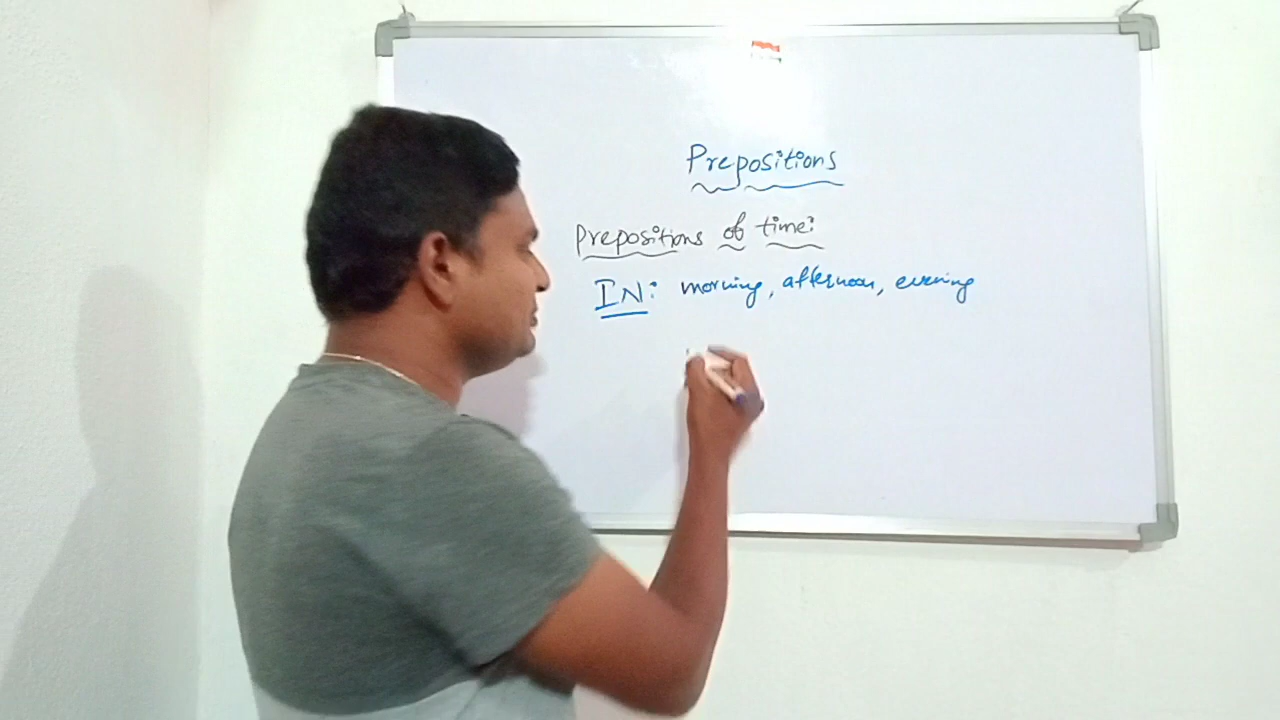 Prepositions
Prepositions of time:
IN: morning, afternoon, evening